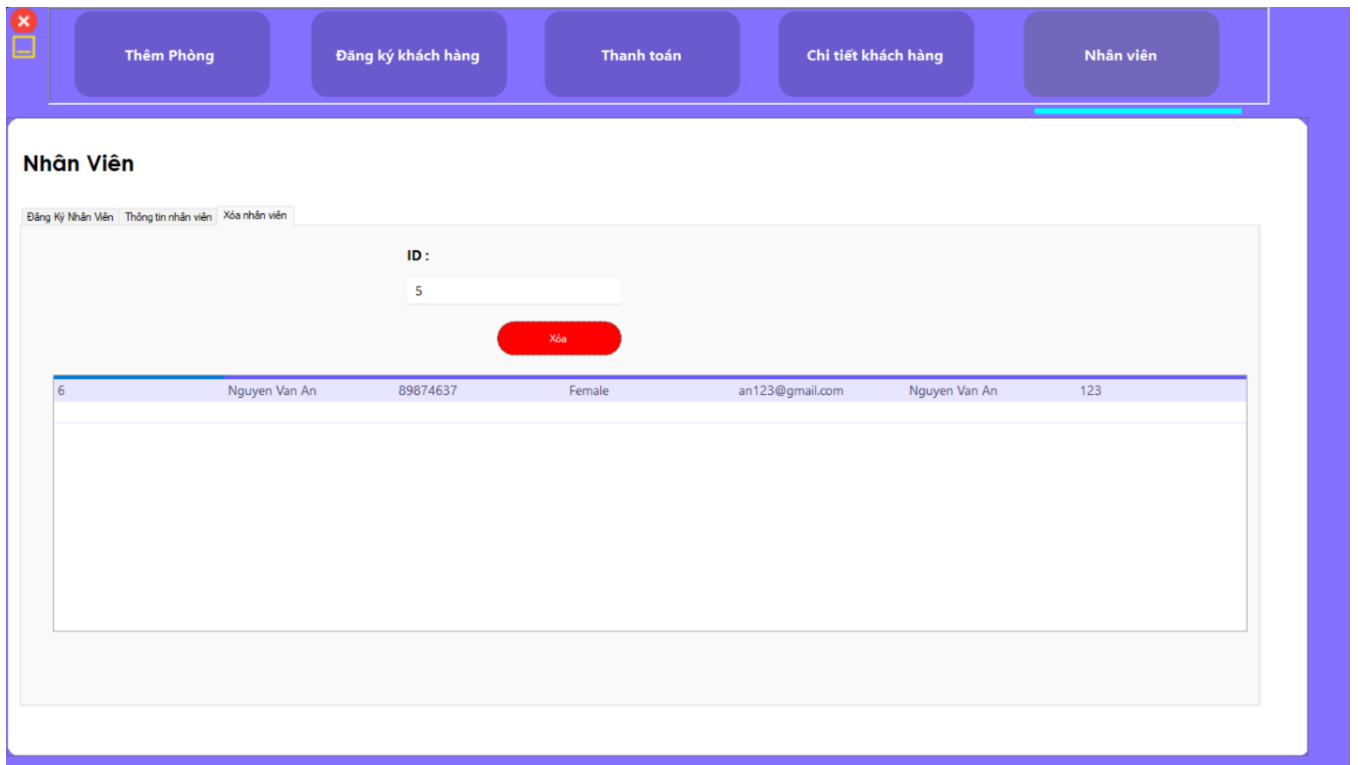 Thêm Phòng Đăng ký khách hàng Thanh toán Chi tiết khách hàng Nhân viên
Nhân Viên
Đăng Ký Nhân Viên Thông tin nhân viên Xóa nhân viên
ID :
5
Xóa
6 Nguyen Van An 89874637 Female an123@gmail.com Nguyen Van An 123